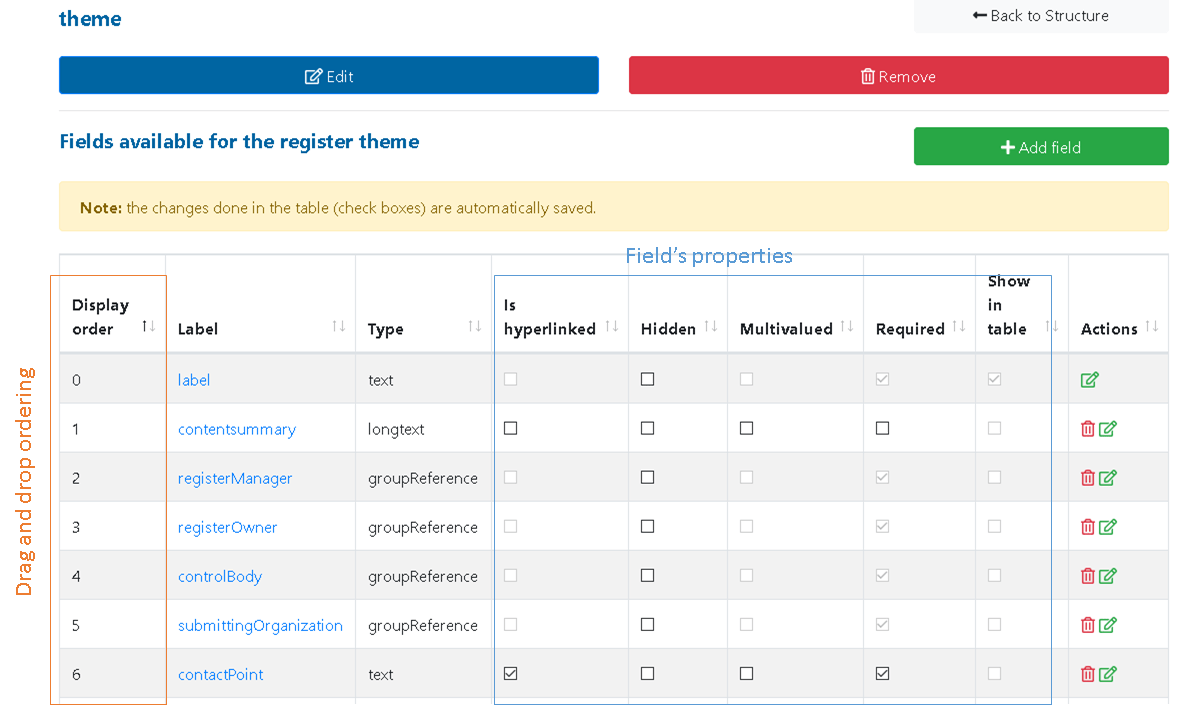 theme
Back to Structure
Edit
Remove
Fields available for the register theme
Add field
Note: the changes done in the table (check boxes) are automatically saved.
Field's properties
Drag and drop ordering
Display order Label Type Is hyperlinked Hidden Multivalued Required Show in table Actions
0 label text
1 contentsummary longtext
2 registerManager groupReference
3 registerOwner groupReference
4 controlBody groupReference
5 submittingOrganization groupReference
6 contactPoint text